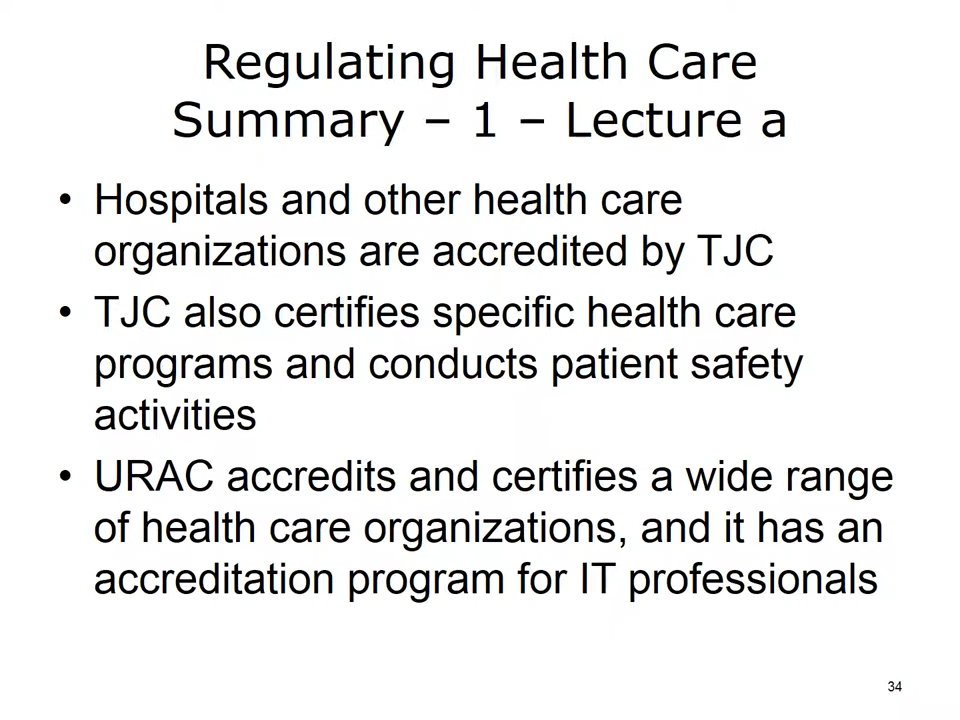 Regulating Health Care
Summary – 1 – Lecture a
• Hospitals and other health care
organizations are accredited by TJC
• TJC also certifies specific health care
programs and conducts patient safety
activities
• URAC accredits and certifies a wide range
of health care organizations, and it has an
accreditation program for IT professionals
34